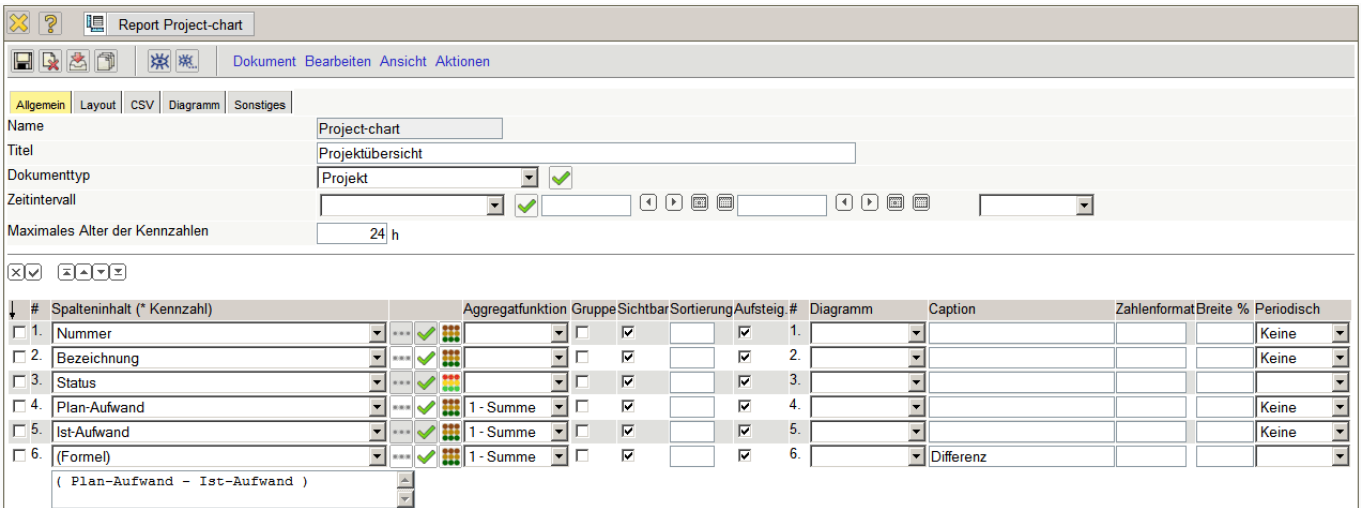 Report Project-chart
Dokument Bearbeiten Ansicht Aktionen
Allgemein Layout CSV Diagramm Sonstiges
Name Project-chart
Titel Projektübersicht
Dokumenttyp Projekt
Zeitintervall
Maximales Alter der Kennzahlen 24 h
# Spalteninhalt (* Kennzahl) Aggregatfunktion Gruppe Sichtbar Sortierung Aufsteig. # Diagramm Caption Zahlenformat Breite % Periodisch
1. Nummer 1. Keine
2. Bezeichnung 2. Keine
3. Status 3.
4. Plan-Aufwand 1 - Summe 4. Keine
5. Ist-Aufwand 1 - Summe 5. Keine
6. (Formel) 1 - Summe 6. Differenz
( Plan-Aufwand - Ist-Aufwand )